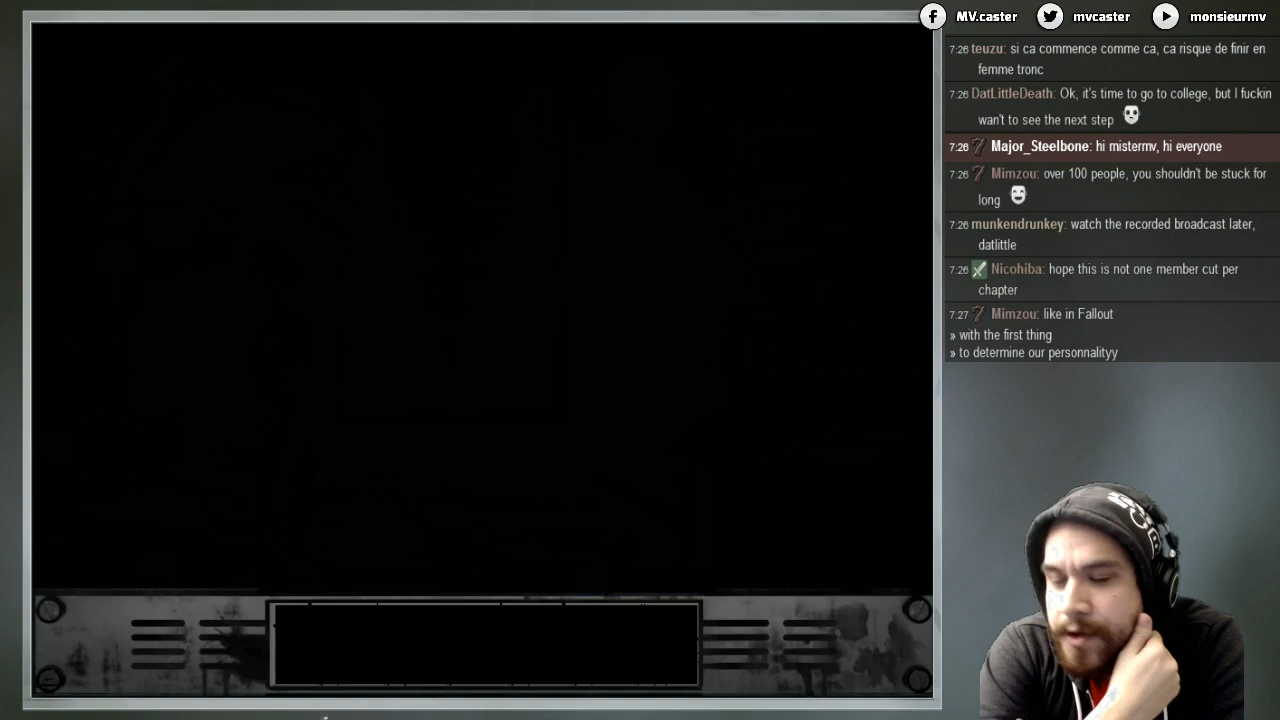 MV.caster mvcaster monsieurmv
7:26 teuzu: si ca commence comme ca, ca risque de finir en
femme tronc
7:26 DatLittleDeath: Ok, it's time to go to college, but I fuckin
wan't to see the next step
7:26 Major_Steelbone: hi mistermv, hi everyone
7:26 Mimzou: over 100 people, you shouldn't be stuck for
long
7:26 munkendrunkey: watch the recorded broadcast later,
datlittle
7:26 Nicohiba: hope this is not one member cut per
chapter
7:27 Mimzou: like in Fallout
» with the first thing
» to determine our personnalityy